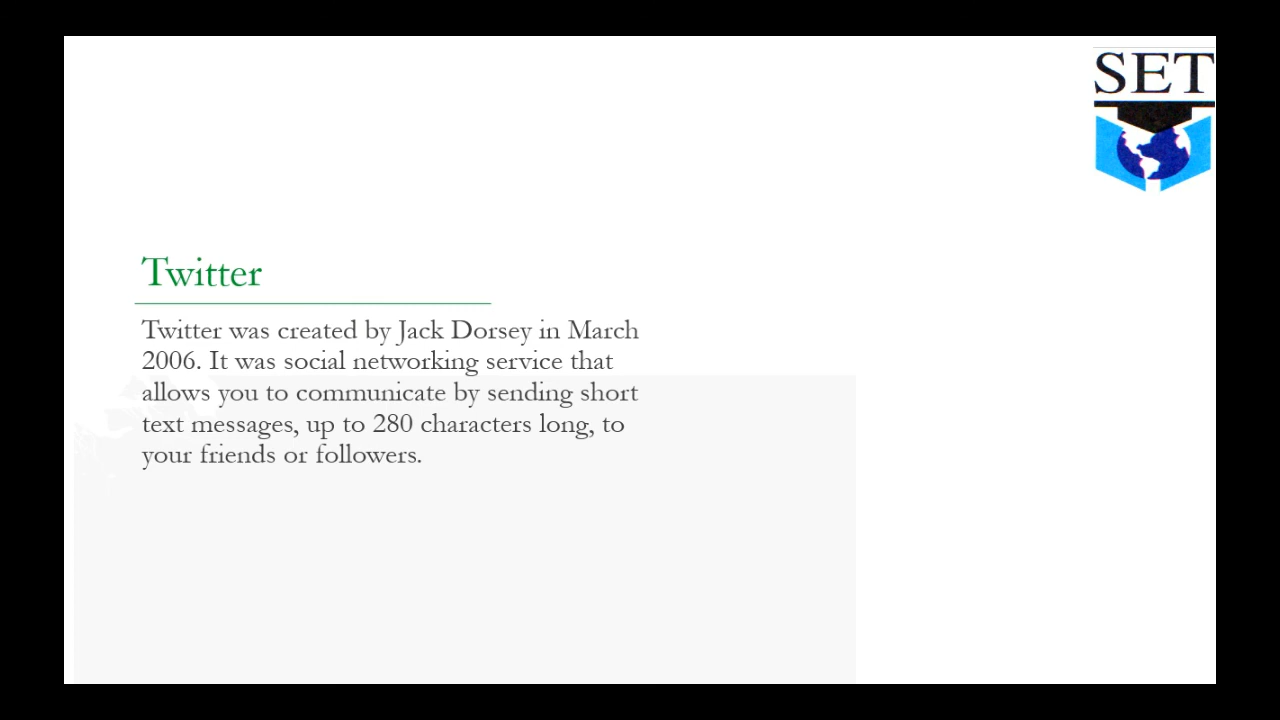 SET
Twitter
Twitter was created by Jack Dorsey in March
2006. It was social networking service that
allows you to communicate by sending short
text messages, up to 280 characters long, to
your friends or followers.